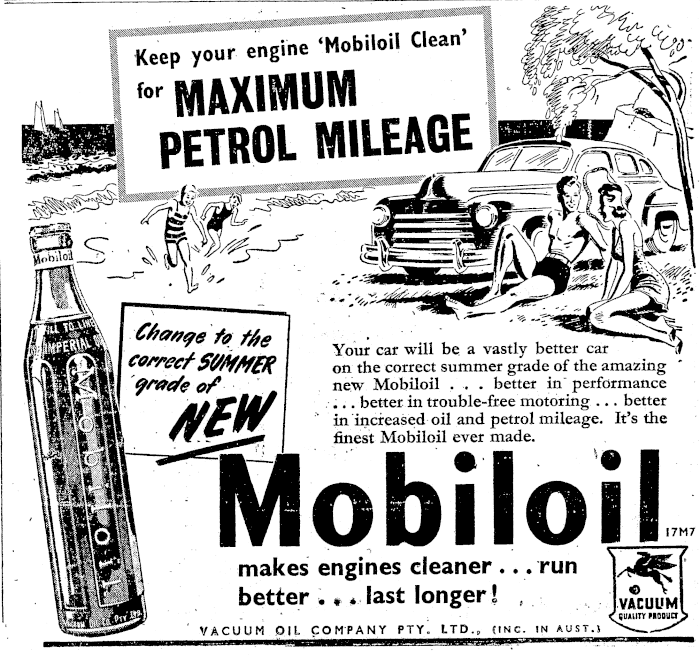 Keep your engine 'Mobiloil Clean'
for MAXIMUM
PETROL MILEAGE
Mobiloil
IMPERIAL
Mobiloil
Change to the
correct SUMMER
grade of
NEW
Your car will be a vastly better car
on the correct summer grade of the amazing
new Mobiloil . . . better in performance
... better in trouble-free motoring ... better
in increased oil and petrol mileage. It's the
finest Mobiloil ever made.
Mobiloil
17M7
makes engines cleaner ... run
better ... last longer!
VACUUM
QUALITY PRODUCT
VACUUM OIL COMPANY PTY. LTD., (INC. IN AUST.)